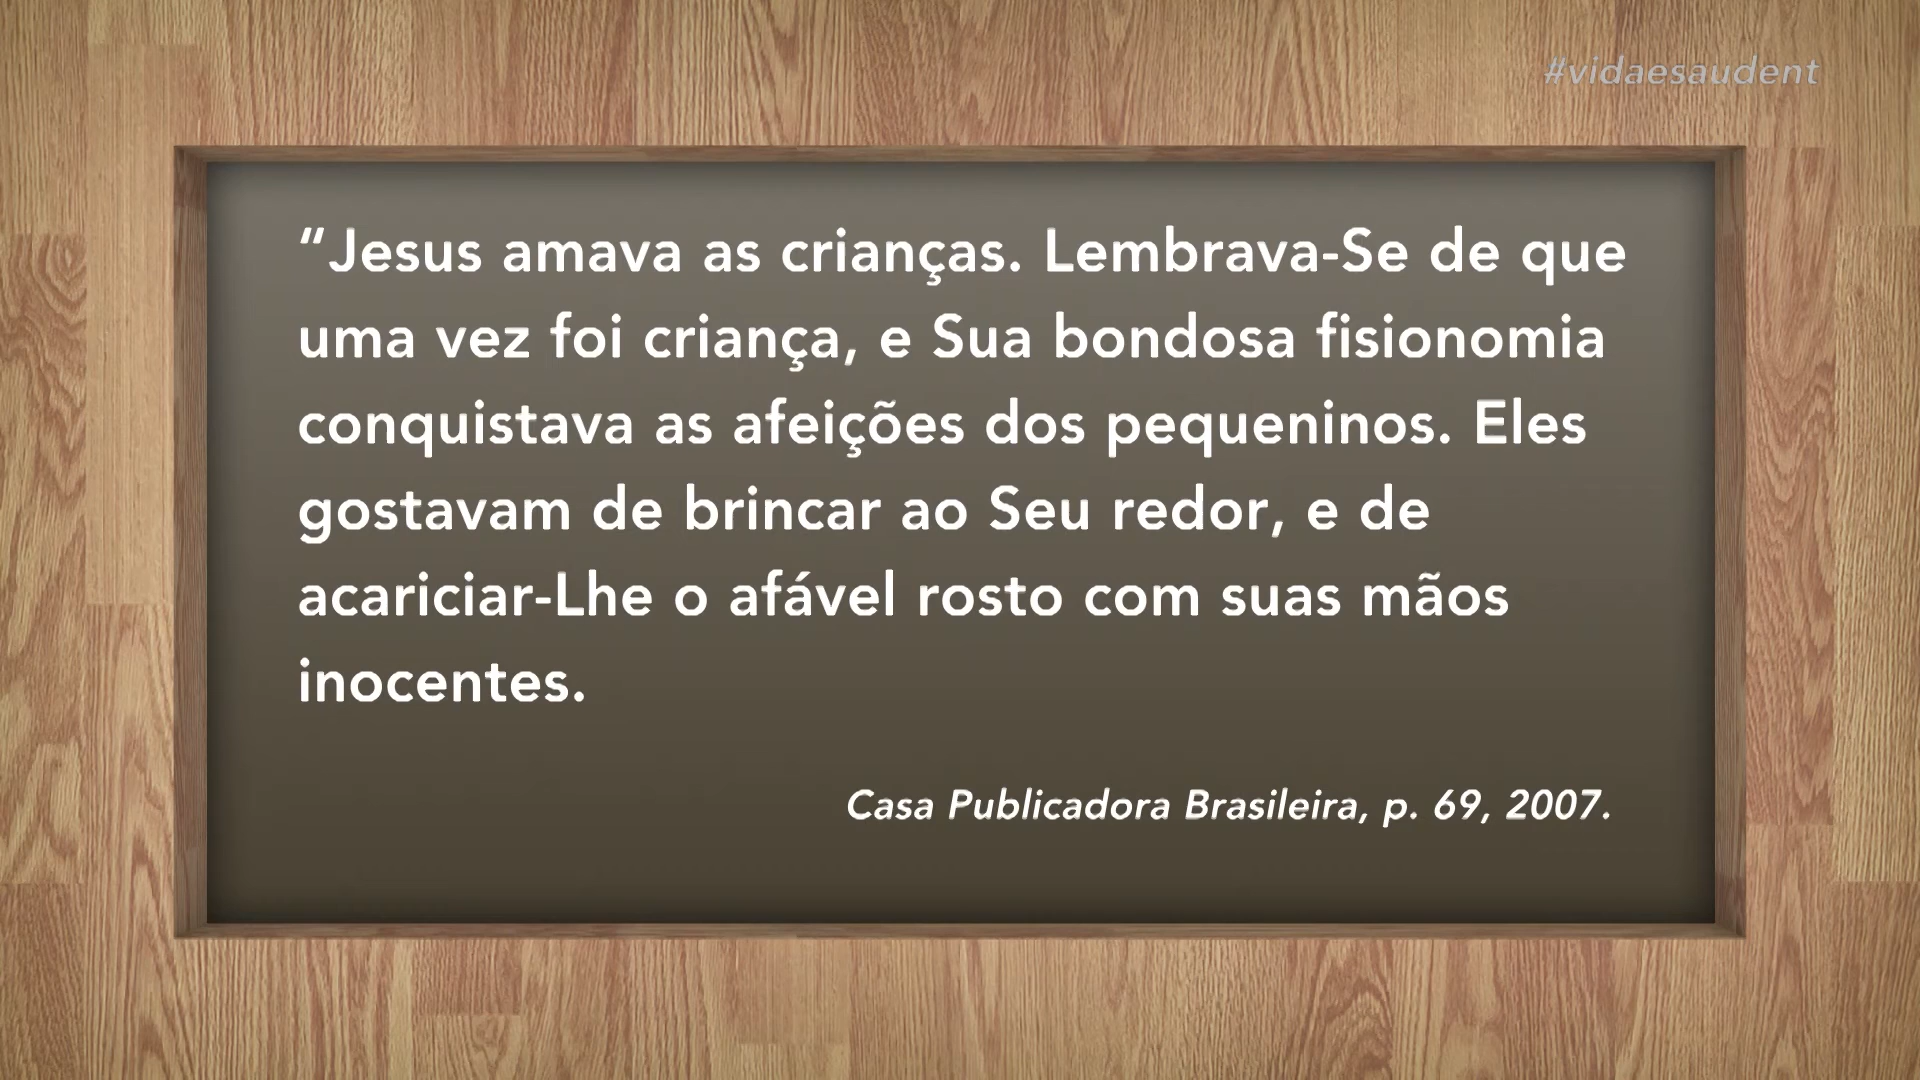 #vidaesaudent
“Jesus amava as crianças. Lembrava-Se de que
uma vez foi criança, e Sua bondosa fisionomia
conquistava as afeições dos pequeninos. Eles
gostavam de brincar ao Seu redor, e de
acariciar-Lhe o afável rosto com suas mãos
inocentes.
Casa Publicadora Brasileira, p. 69, 2007.